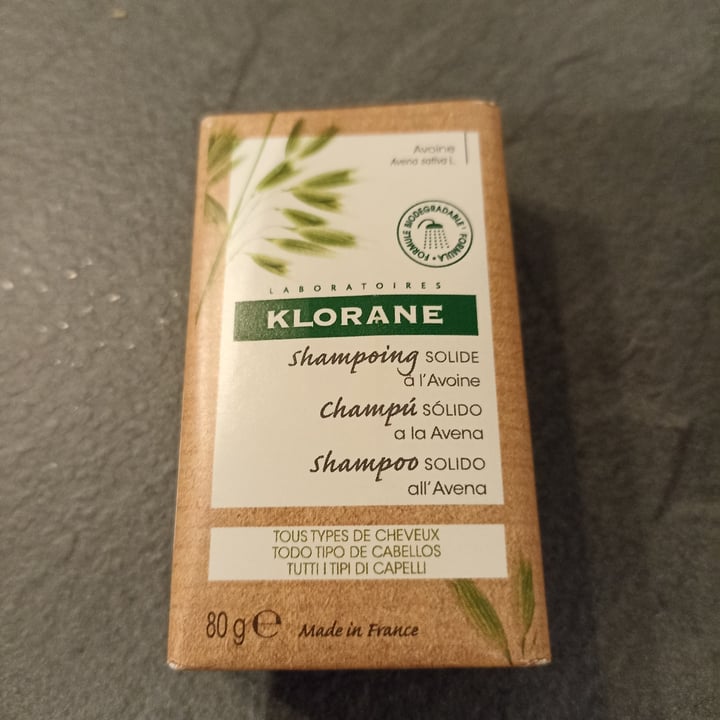 Avoine
Avena sativa L.
FORMULE BIODEGRADABLE • FORMULA •
LABORATOIRES
KLORANE
Shampoing SOLIDE
à l'Avoine
Champú SÓLIDO
a la Avena
Shampoo SOLIDO
all'Avena
TOUS TYPES DE CHEVEUX
TODO TIPO DE CABELLOS
TUTTI I TIPI DI CAPELLI
80 g ℮ Made in France